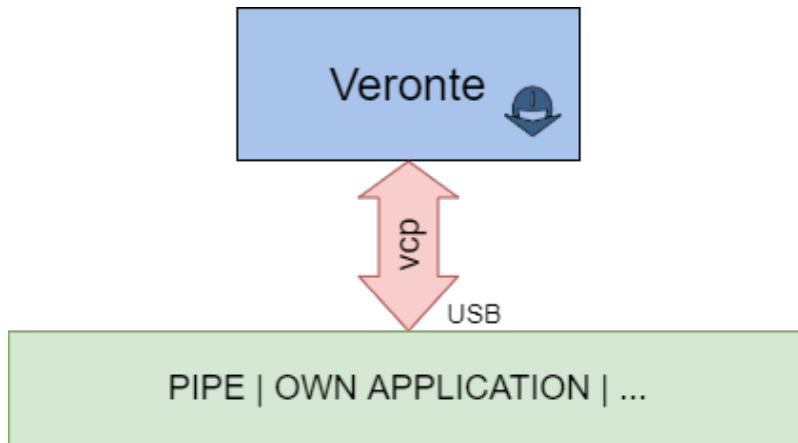 Veronte
vcp
USB
PIPE | OWN APPLICATION | ...